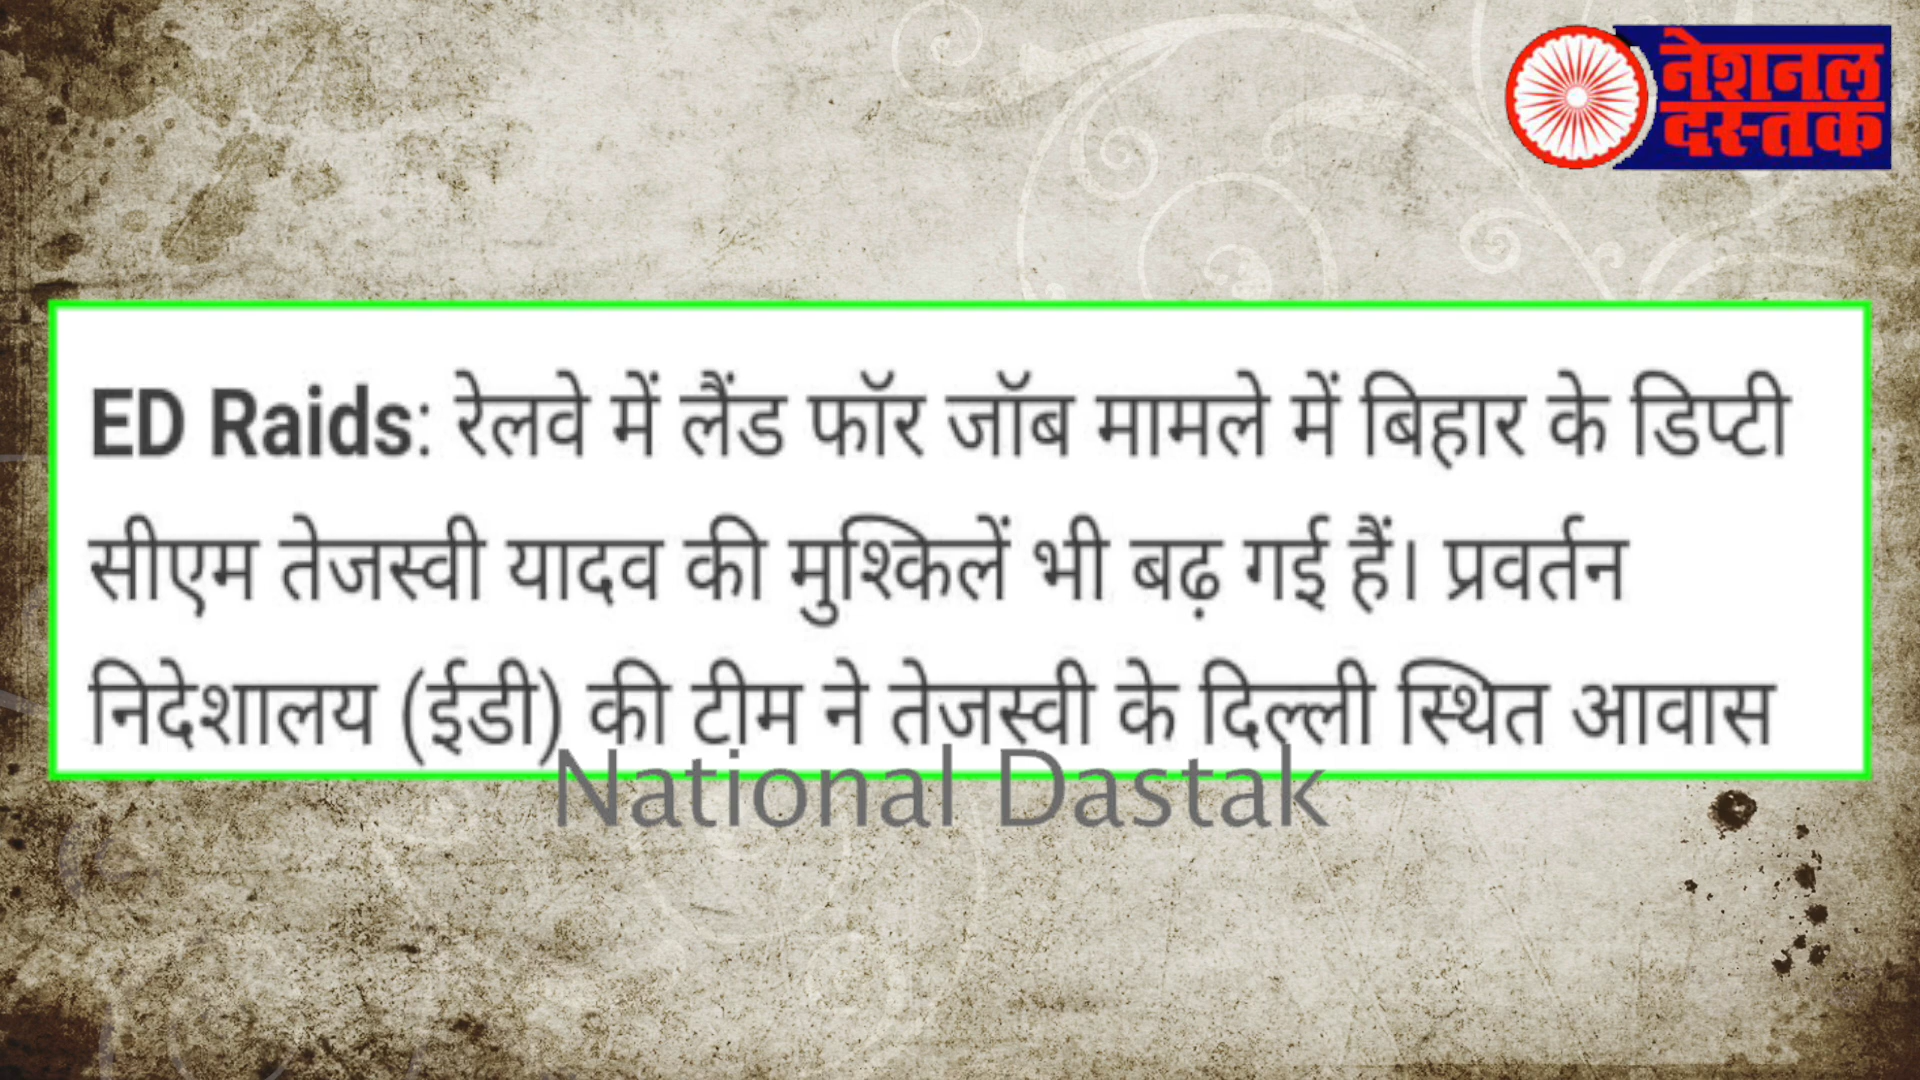 नेशनल
दस्तक
ED Raids: रेलवे में लैंड फॉर जॉब मामले में बिहार के डिप्टी
सीएम तेजस्वी यादव की मुश्किलें भी बढ़ गई हैं। प्रवर्तन
निदेशालय (ईडी) की टीम ने तेजस्वी के दिल्ली स्थित आवास
National Dastak